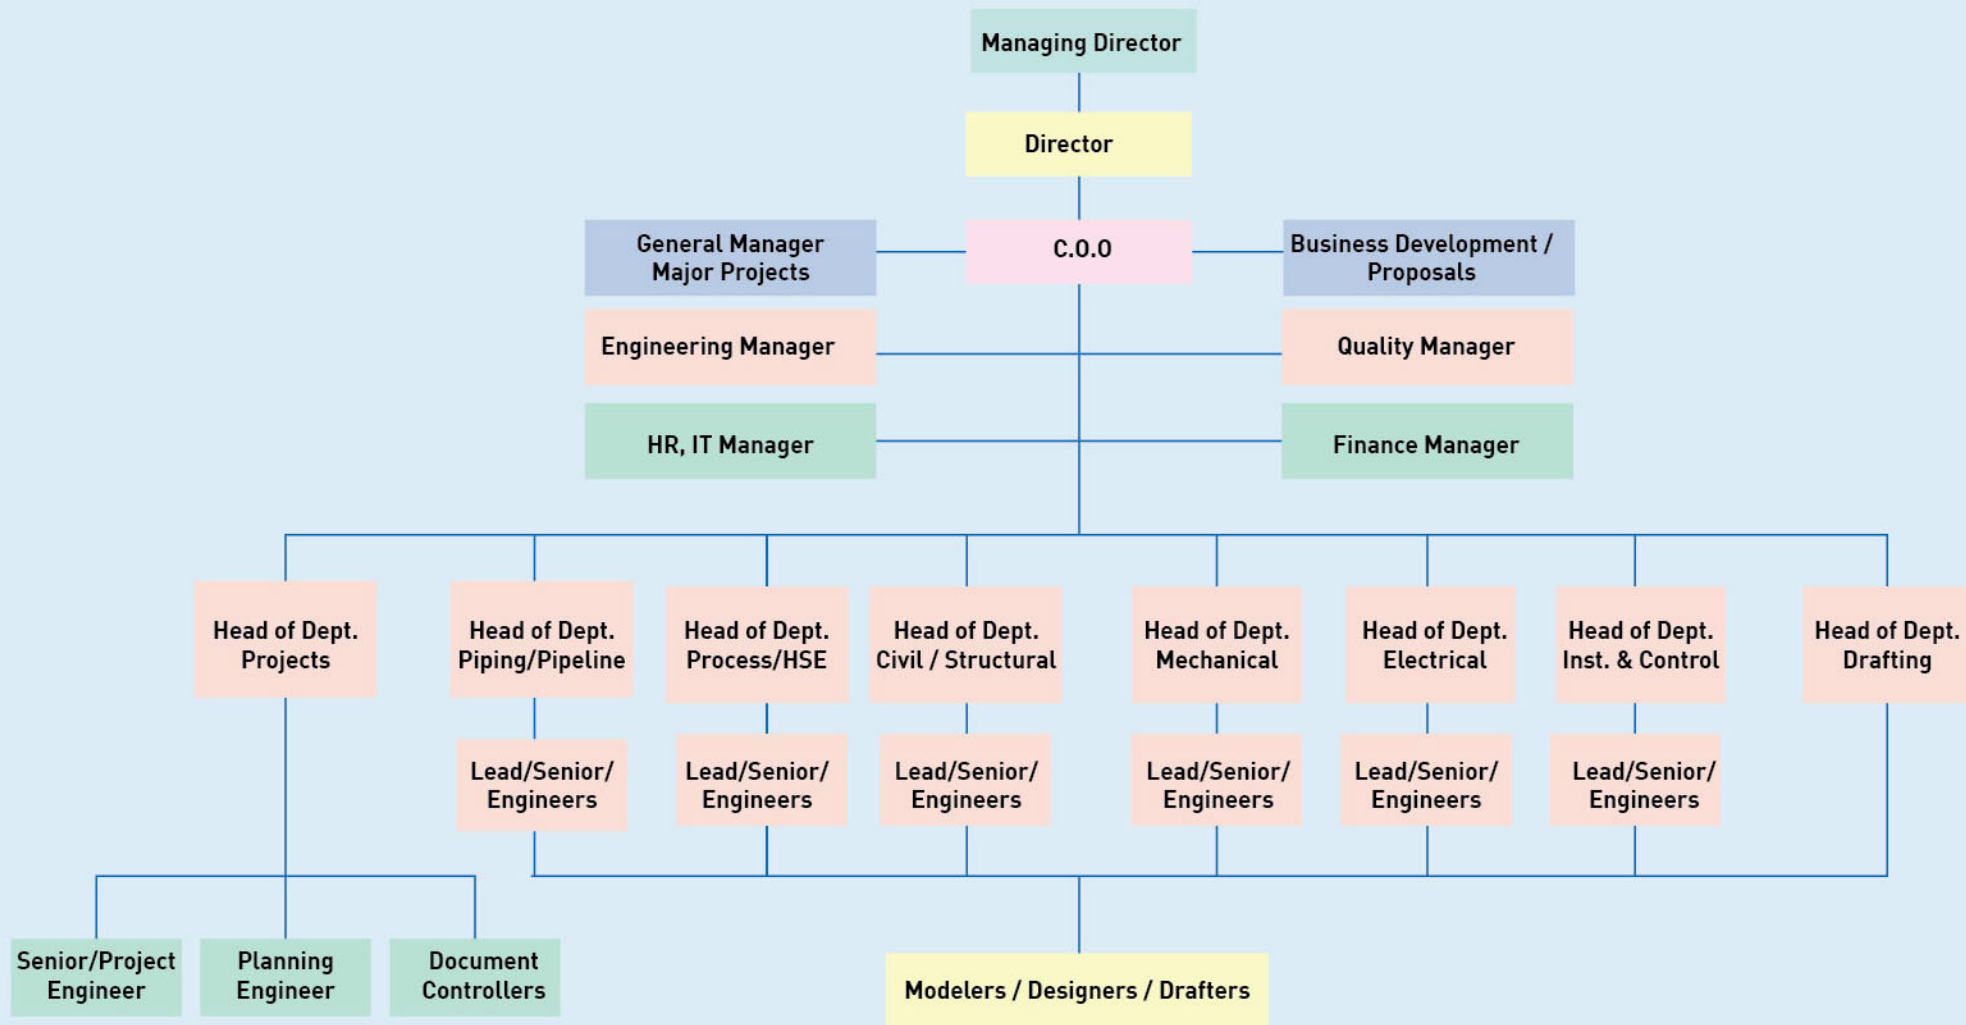 Managing Director
Director
General Manager
Major Projects
C.O.O
Business Development /
Proposals
Engineering Manager
Quality Manager
HR, IT Manager
Finance Manager
Head of Dept.
Projects
Head of Dept.
Piping/Pipeline
Head of Dept.
Process/HSE
Head of Dept.
Civil / Structural
Head of Dept.
Mechanical
Head of Dept.
Electrical
Head of Dept.
Inst. & Control
Head of Dept.
Drafting
Lead/Senior/
Engineers
Lead/Senior/
Engineers
Lead/Senior/
Engineers
Lead/Senior/
Engineers
Lead/Senior/
Engineers
Lead/Senior/
Engineers
Senior/Project
Engineer
Planning
Engineer
Document
Controllers
Modelers / Designers / Drafters